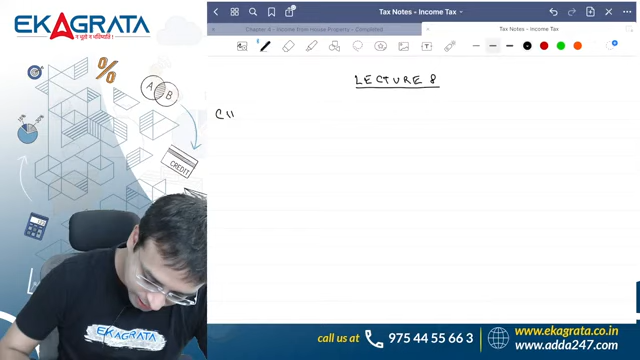 EKAGRATA
Tax Notes - Income Tax
Chapter 4 - Income from House Property - Completed
Tax Notes - Income Tax
LECTURE 8
A
B
%
CREDIT
EKAGRATA
call us at
975 44 55 66 3
www.ekagrata.co.in
www.adda247.com